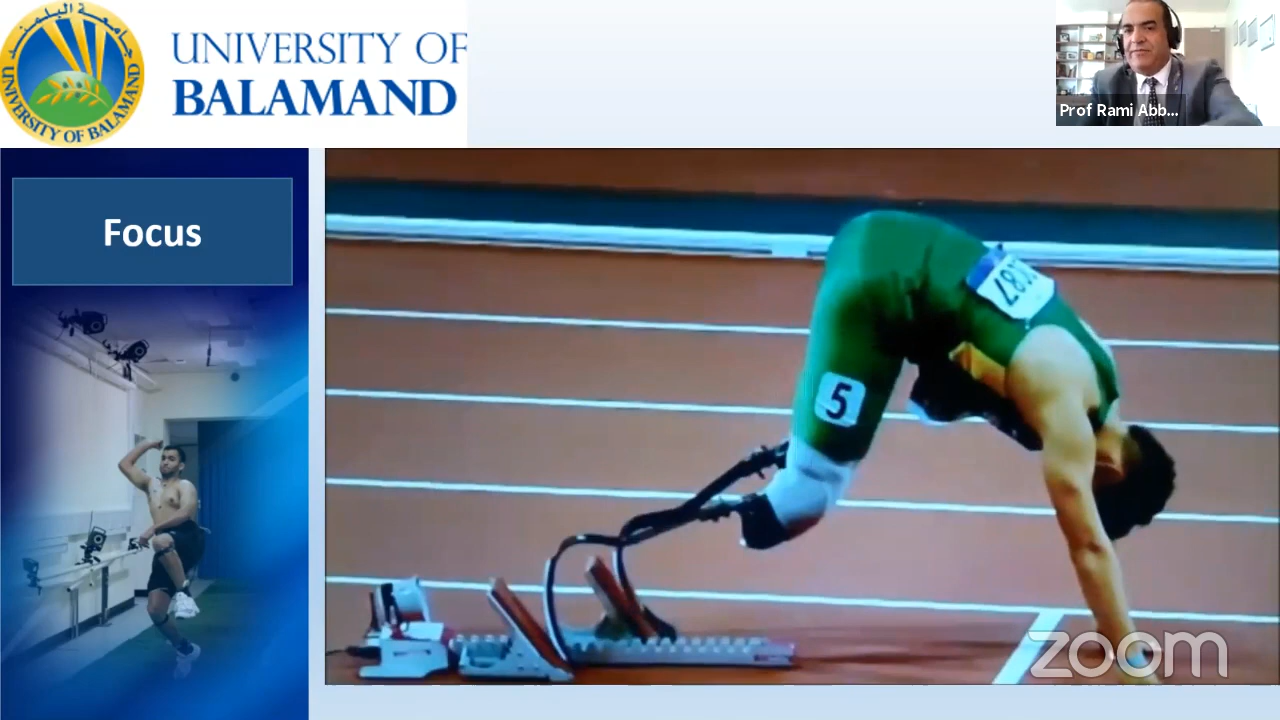 جامعة البلمند
UNIVERSITY OF BALAMAND
UNIVERSITY OF
BALAMAND
Prof Rami Abb...
Focus
5
zoom